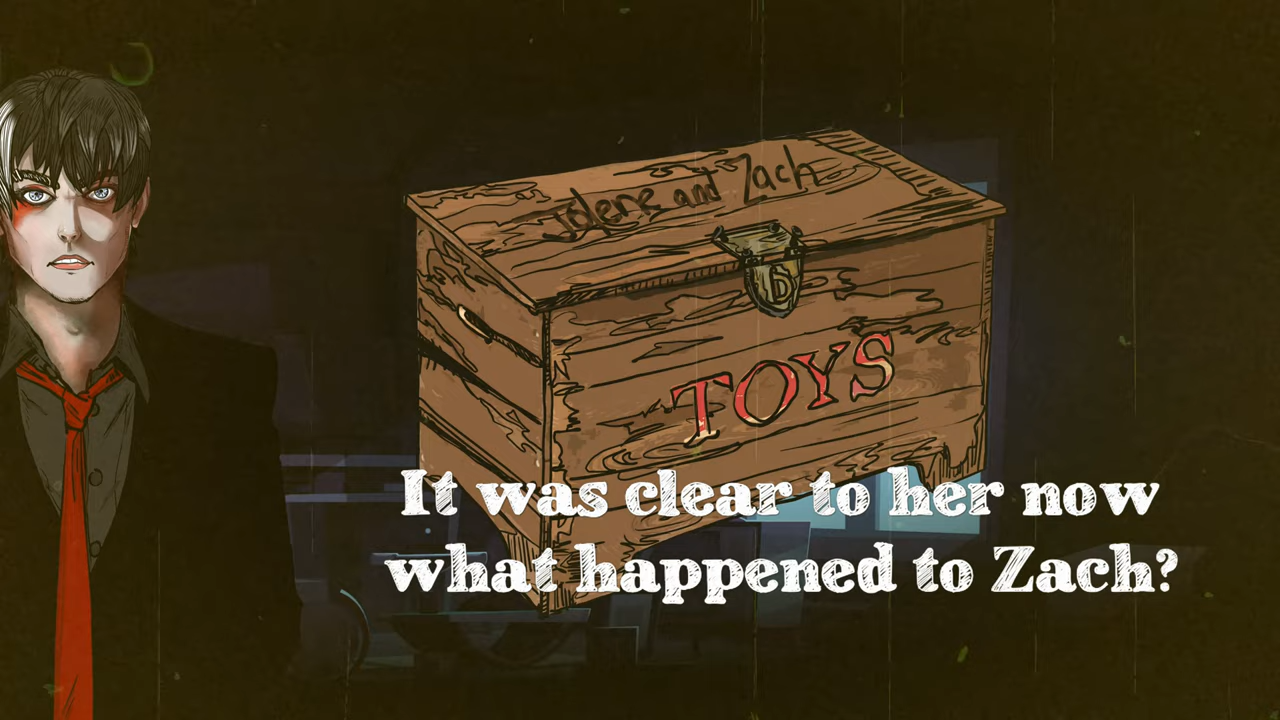 Jolene and Zach
TOYS
It was clear to her now
what happened to Zach?